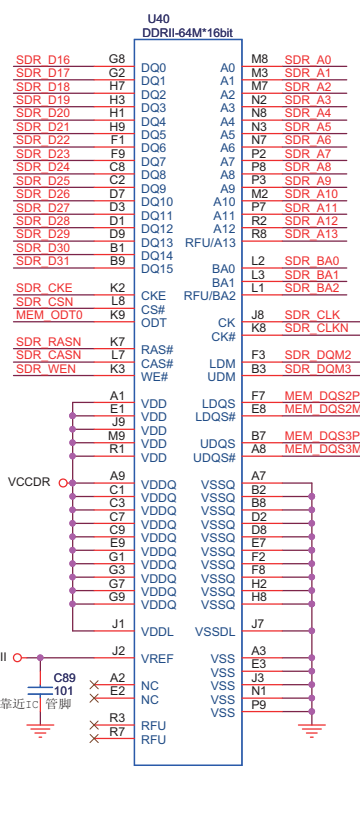 U40
DDRII-64M*16bit
SDR_D16 G8 DQ0 A0 M8 SDR_A0
SDR_D17 G2 DQ1 A1 M3 SDR_A1
SDR_D18 H7 DQ2 A2 M7 SDR_A2
SDR_D19 H3 DQ3 A3 N2 SDR_A3
SDR_D20 H1 DQ4 A4 N8 SDR_A4
SDR_D21 H9 DQ5 A5 N3 SDR_A5
SDR_D22 F1 DQ6 A6 N7 SDR_A6
SDR_D23 F9 DQ7 A7 P2 SDR_A7
SDR_D24 C8 DQ8 A8 P8 SDR_A8
SDR_D25 C2 DQ9 A9 P3 SDR_A9
SDR_D26 D7 DQ10 A10 M2 SDR_A10
SDR_D27 D3 DQ11 A11 P7 SDR_A11
SDR_D28 D1 DQ12 A12 R2 SDR_A12
SDR_D29 D9 DQ13 RFU/A13 R8 SDR_A13
SDR_D30 B1 DQ14
SDR_D31 B9 DQ15 BA0 L2 SDR_BA0
BA1 L3 SDR_BA1
SDR_CKE K2 CKE RFU/BA2 L1 SDR_BA2
SDR_CSN L8 CS#
MEM_ODT0 K9 ODT CK J8 SDR_CLK
CK# K8 SDR_CLKN
SDR_RASN K7 RAS#
SDR_CASN L7 CAS# LDM F3 SDR_DQM2
SDR_WEN K3 WE# UDM B3 SDR_DQM3
A1 VDD LDQS F7 MEM_DQS2P
E1 VDD LDQS# E8 MEM_DQS2M
J9 VDD
M9 VDD UDQS B7 MEM_DQS3P
R1 VDD UDQS# A8 MEM_DQS3M
VCCDR
A9 VDDQ VSSQ A7
C1 VDDQ VSSQ B2
C3 VDDQ VSSQ B8
C7 VDDQ VSSQ D2
C9 VDDQ VSSQ D8
E9 VDDQ VSSQ E7
G1 VDDQ VSSQ F2
G3 VDDQ VSSQ F8
G7 VDDQ VSSQ H2
G9 VDDQ VSSQ H8
J1 VDDL VSSDL J7
II J2 VREF VSS A3
VSS E3
C89 A2 NC VSS J3
101 E2 NC VSS N1
靠近IC 管脚 VSS P9
R3 RFU
R7 RFU